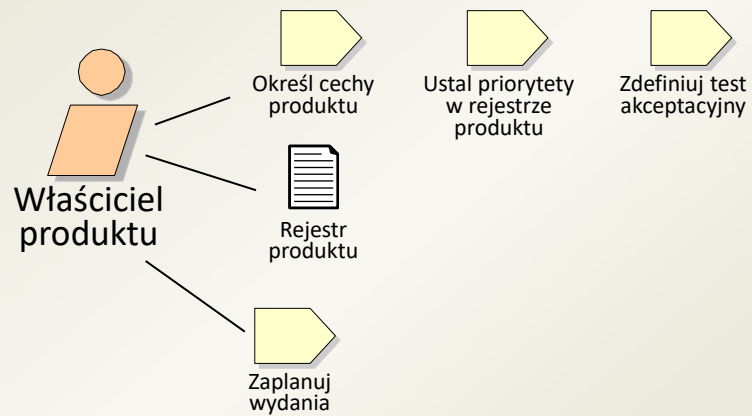 Określ cechy
produktu
Ustal priorytety
w rejestrze
produktu
Zdefiniuj test
akceptacyjny
Właściciel
produktu
Rejestr
produktu
Zaplanuj
wydania